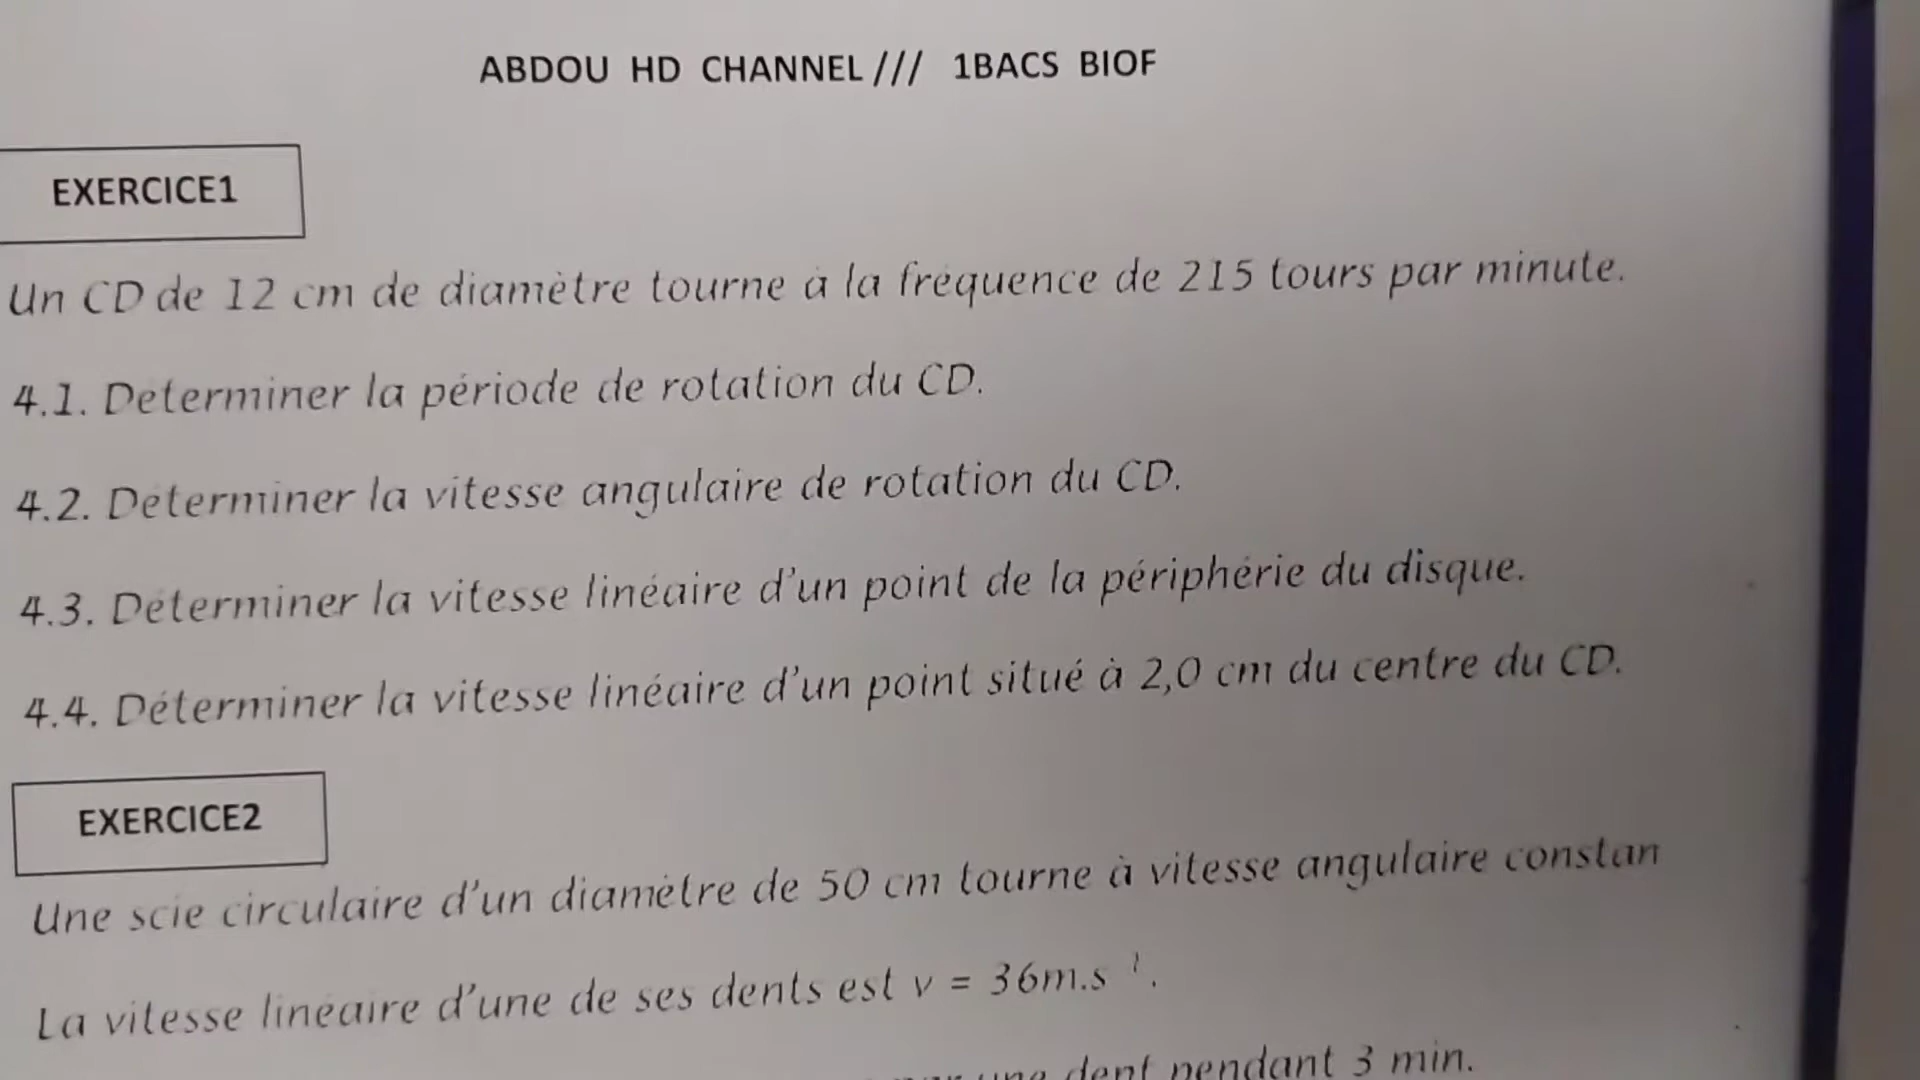 ABDOU HD CHANNEL /// 1BACS BIOF
EXERCICE1
Un CD de 12 cm de diamètre tourne à la fréquence de 215 tours par minute.
4.1. Déterminer la période de rotation du CD.
4.2. Déterminer la vitesse angulaire de rotation du CD.
4.3. Déterminer la vitesse linéaire d'un point de la périphérie du disque.
4.4. Déterminer la vitesse linéaire d'un point situé à 2,0 cm du centre du CD.
EXERCICE2
Une scie circulaire d'un diamètre de 50 cm tourne à vitesse angulaire constan
La vitesse linéaire d'une de ses dents est v = 36m.s ¹.
une dent pendant 3 min.